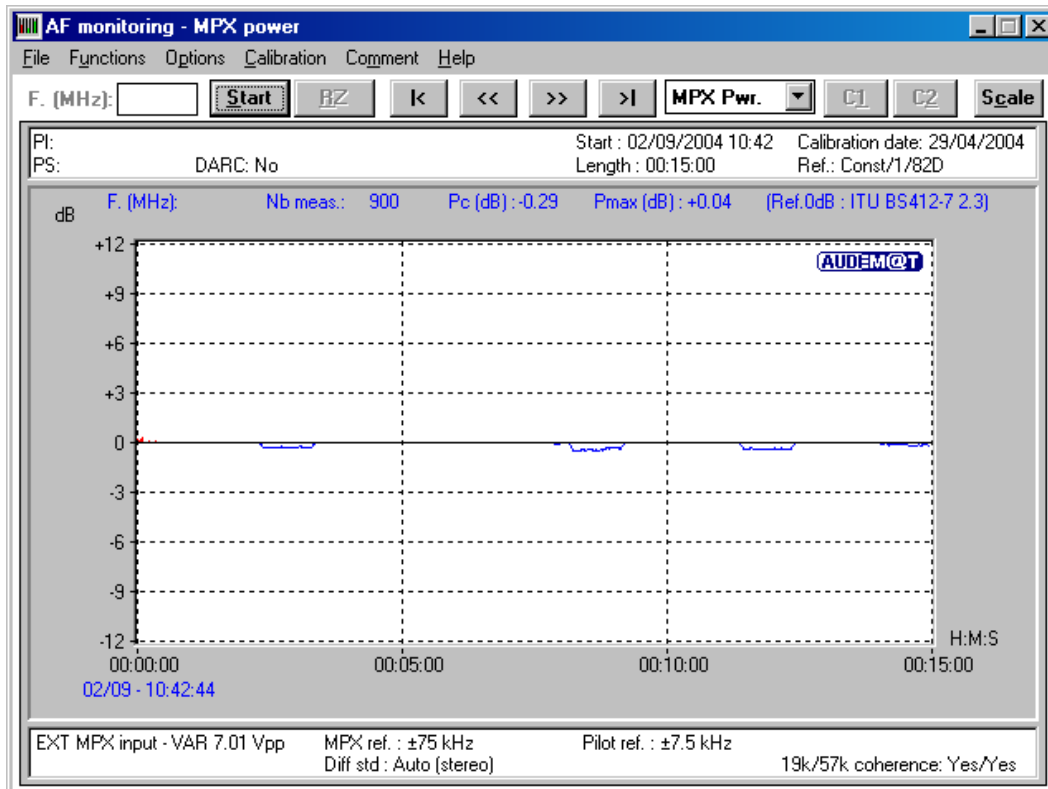 AF monitoring - MPX power
File Functions Options Calibration Comment Help
F. (MHz): Start RZ |< << >> >| MPX Pwr. C1 C2 Scale
PI: Start : 02/09/2004 10:42 Calibration date: 29/04/2004
PS: DARC: No Length : 00:15:00 Ref.: Const/1/82D
F. (MHz): Nb meas.: 900 Pc (dB) :-0.29 Pmax (dB) : +0.04 (Ref.0dB : ITU BS412-7 2.3)
dB
+12
AUDEM@T
+9
+6
+3
0
-3
-6
-9
-12 H:M:S
00:00:00 00:05:00 00:10:00 00:15:00
02/09 - 10:42:44
EXT MPX input - VAR 7.01 Vpp MPX ref. : ±75 kHz Pilot ref. : ±7.5 kHz
Diff std : Auto (stereo) 19k/57k coherence: Yes/Yes